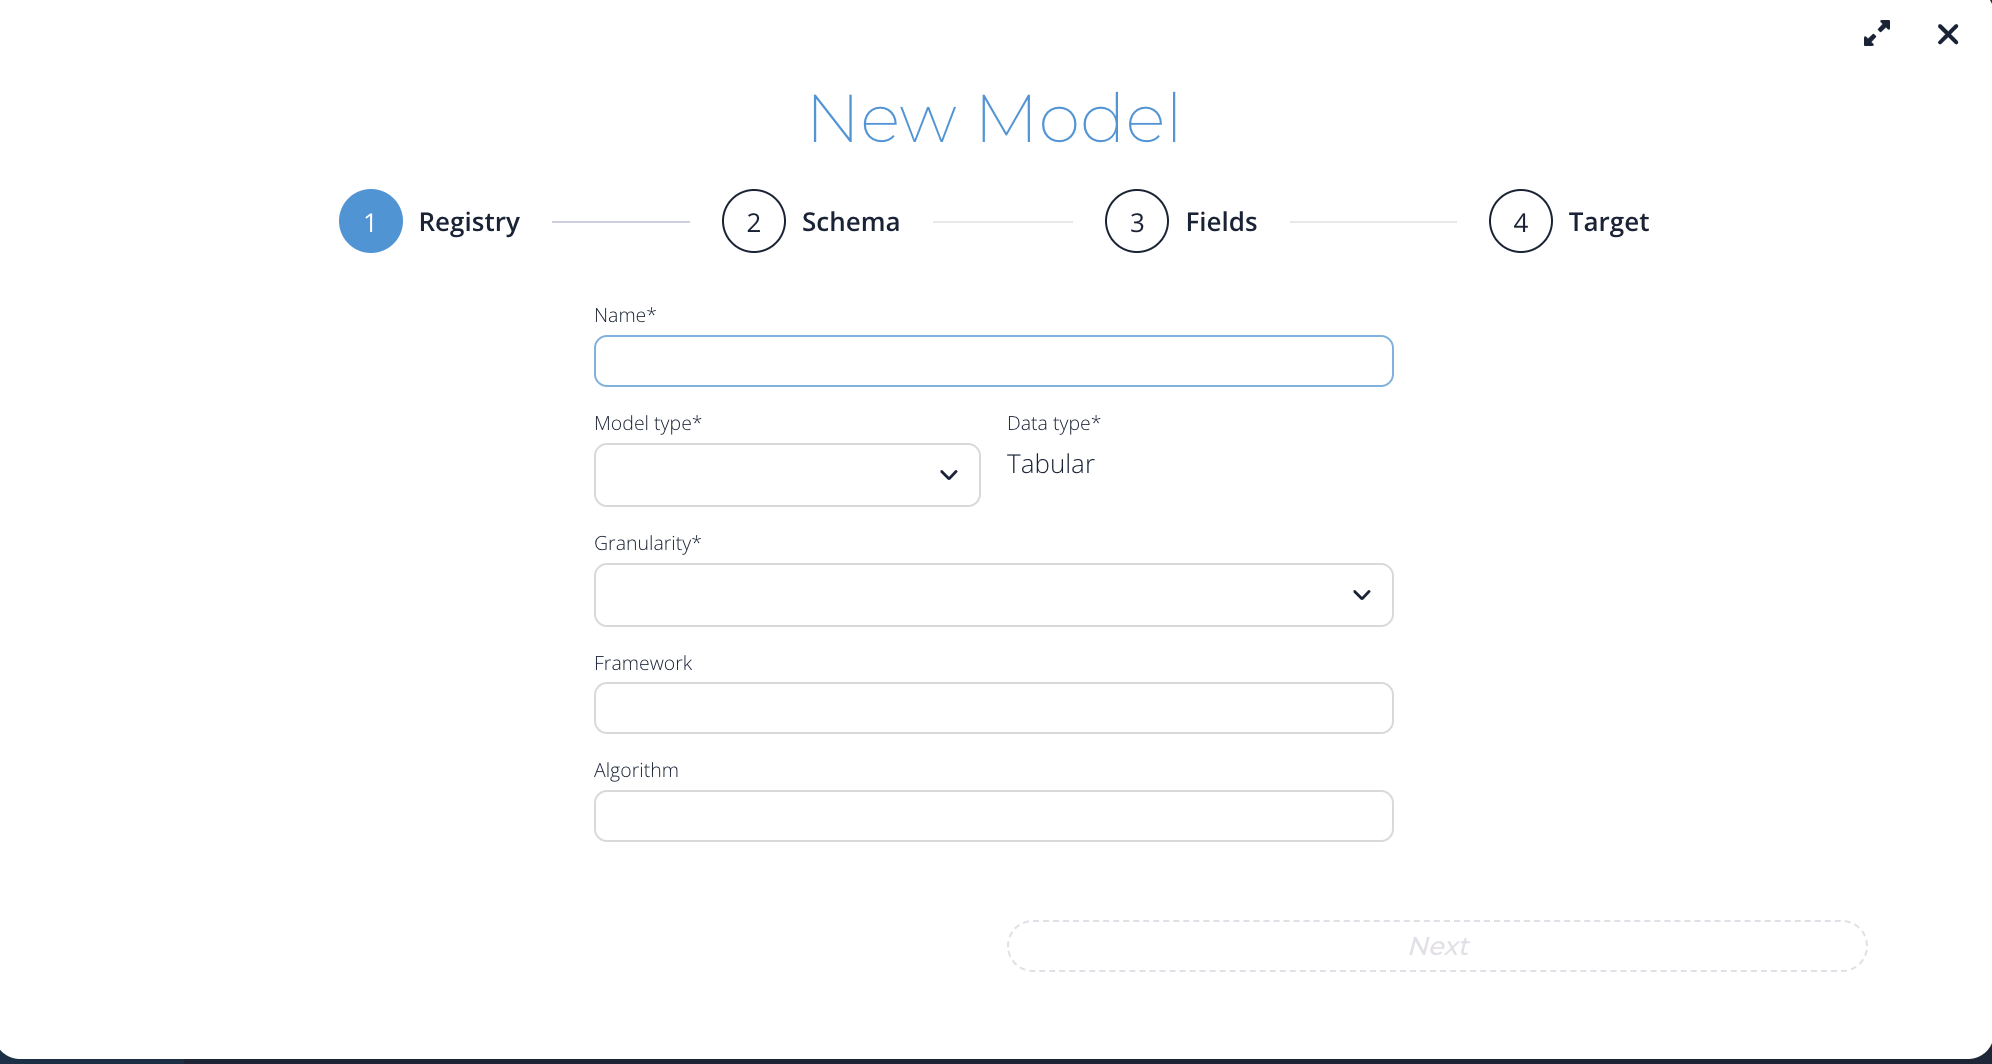 New Model
1 Registry 2 Schema 3 Fields 4 Target
Name*
Model type* Data type*
Tabular
Granularity*
Framework
Algorithm
Next